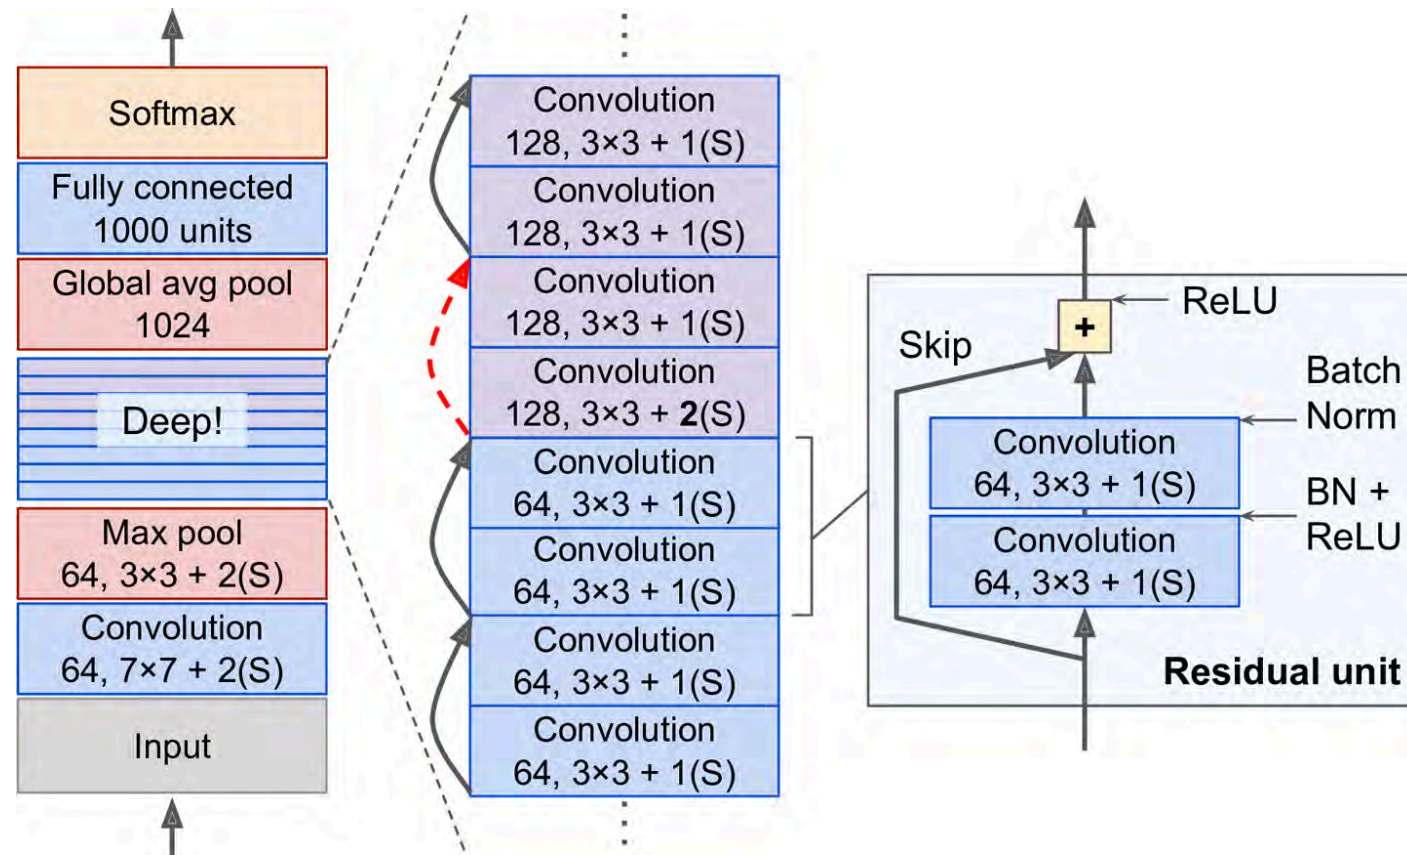 Softmax
Fully connected
1000 units
Global avg pool
1024
Deep!
Max pool
64, 3×3 + 2(S)
Convolution
64, 7×7 + 2(S)
Input
Convolution
128, 3×3 + 1(S)
Convolution
128, 3×3 + 1(S)
Convolution
128, 3×3 + 1(S)
Convolution
128, 3×3 + 2(S)
Convolution
64, 3×3 + 1(S)
Convolution
64, 3×3 + 1(S)
Convolution
64, 3×3 + 1(S)
Convolution
64, 3×3 + 1(S)
+
ReLU
Skip
Batch
Norm
Convolution
64, 3×3 + 1(S)
BN +
ReLU
Convolution
64, 3×3 + 1(S)
Residual unit